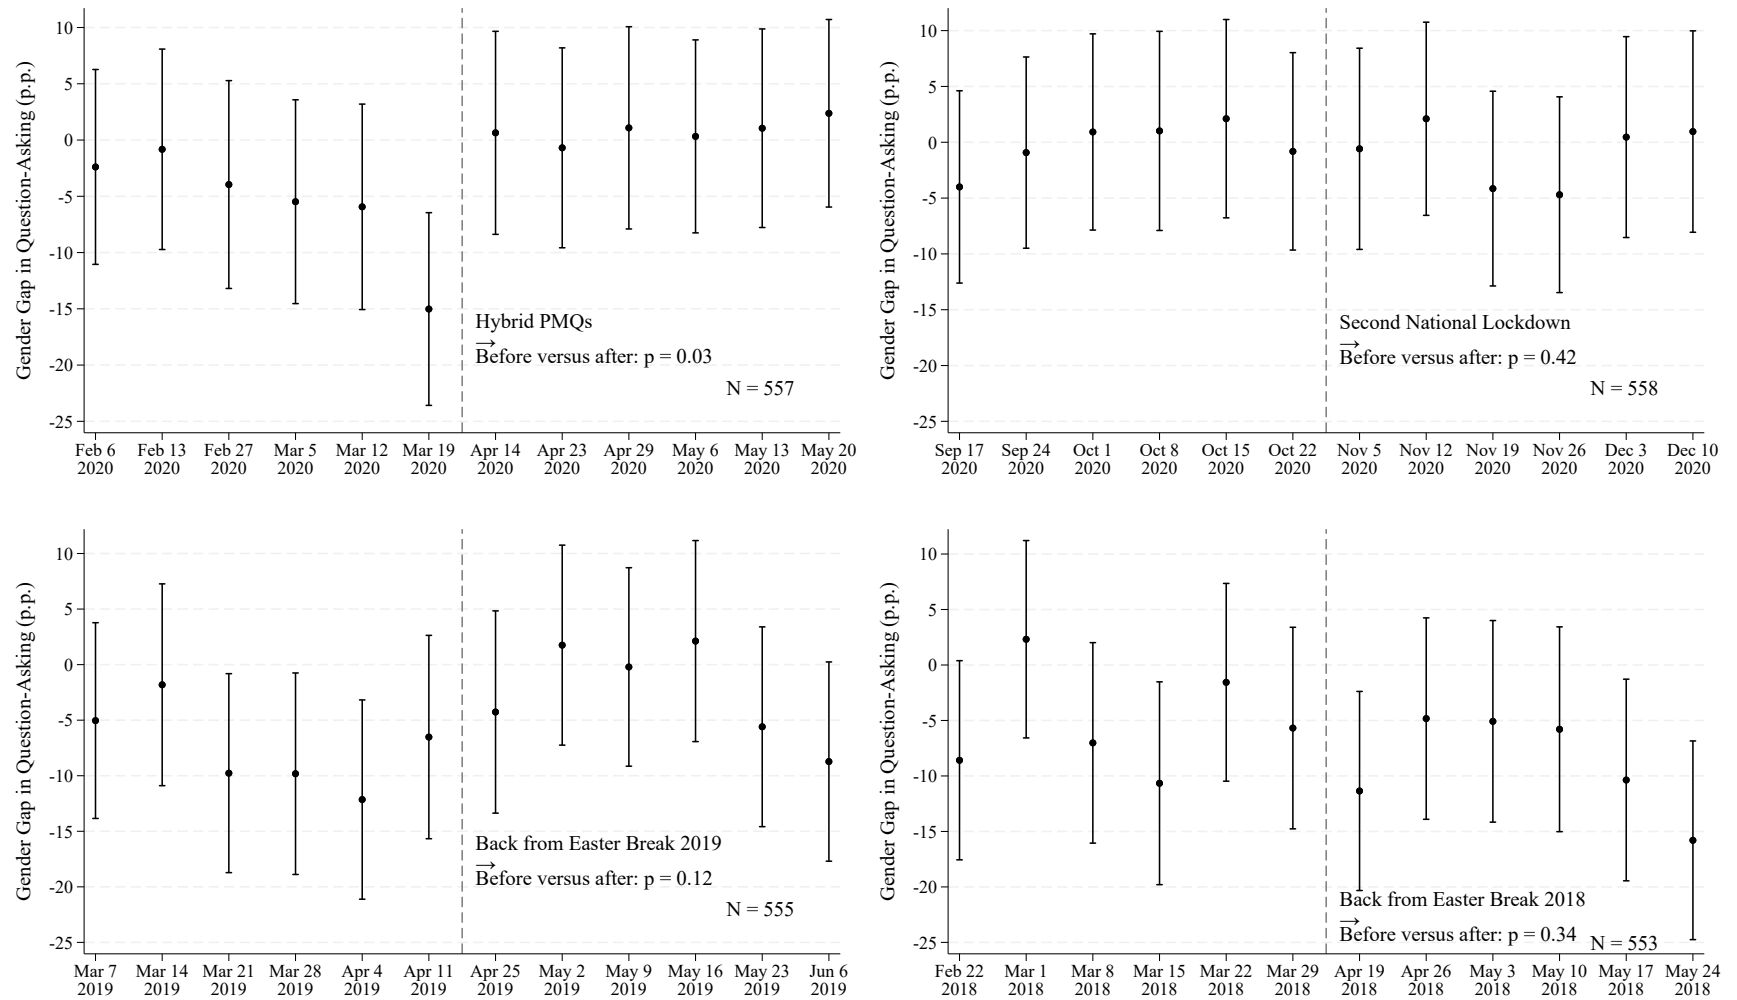 Gender Gap in Question-Asking (p.p.)
10
5
0
-5
-10
-15
-20
-25
Hybrid PMQs
→
Before versus after: p = 0.03
N = 557
Feb 6 Feb 13 Feb 27 Mar 5 Mar 12 Mar 19 Apr 14 Apr 23 Apr 29 May 6 May 13 May 20
2020 2020 2020 2020 2020 2020 2020 2020 2020 2020 2020 2020
Gender Gap in Question-Asking (p.p.)
10
5
0
-5
-10
-15
-20
-25
Second National Lockdown
→
Before versus after: p = 0.42
N = 558
Sep 17 Sep 24 Oct 1 Oct 8 Oct 15 Oct 22 Nov 5 Nov 12 Nov 19 Nov 26 Dec 3 Dec 10
2020 2020 2020 2020 2020 2020 2020 2020 2020 2020 2020 2020
Gender Gap in Question-Asking (p.p.)
10
5
0
-5
-10
-15
-20
-25
Back from Easter Break 2019
→
Before versus after: p = 0.12
N = 555
Mar 7 Mar 14 Mar 21 Mar 28 Apr 4 Apr 11 Apr 25 May 2 May 9 May 16 May 23 Jun 6
2019 2019 2019 2019 2019 2019 2019 2019 2019 2019 2019 2019
Gender Gap in Question-Asking (p.p.)
10
5
0
-5
-10
-15
-20
-25
Back from Easter Break 2018
→
Before versus after: p = 0.34
N = 553
Feb 22 Mar 1 Mar 8 Mar 15 Mar 22 Mar 29 Apr 19 Apr 26 May 3 May 10 May 17 May 24
2018 2018 2018 2018 2018 2018 2018 2018 2018 2018 2018 2018